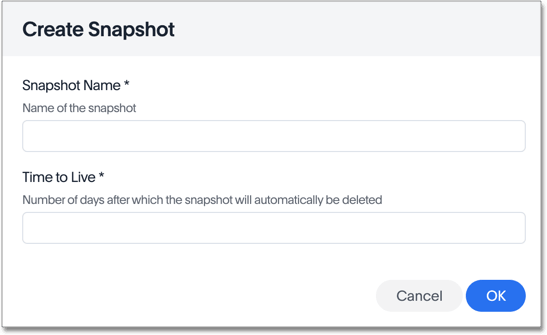 Create Snapshot
Snapshot Name *
Name of the snapshot
Time to Live *
Number of days after which the snapshot will automatically be deleted
Cancel OK